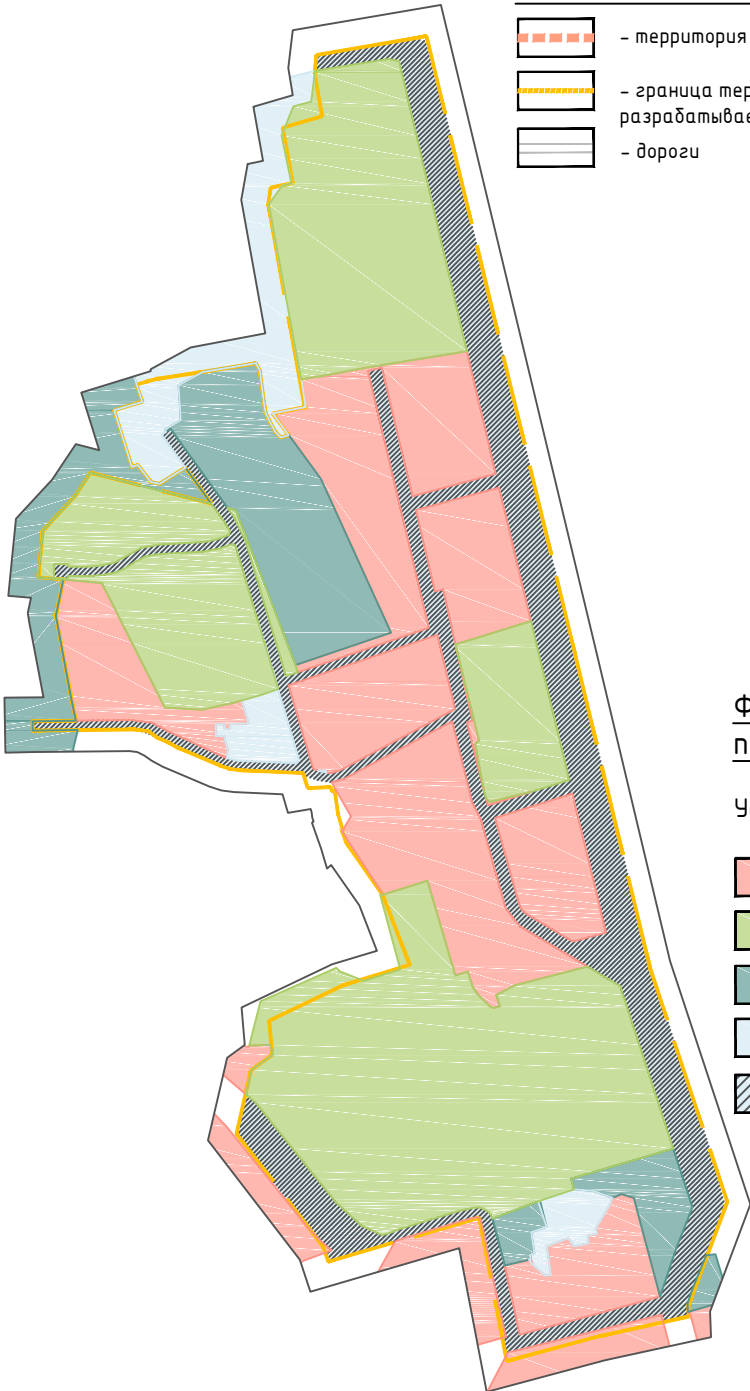 - территория
- граница тер
разрабатывае
- дороги
Ф
п
у